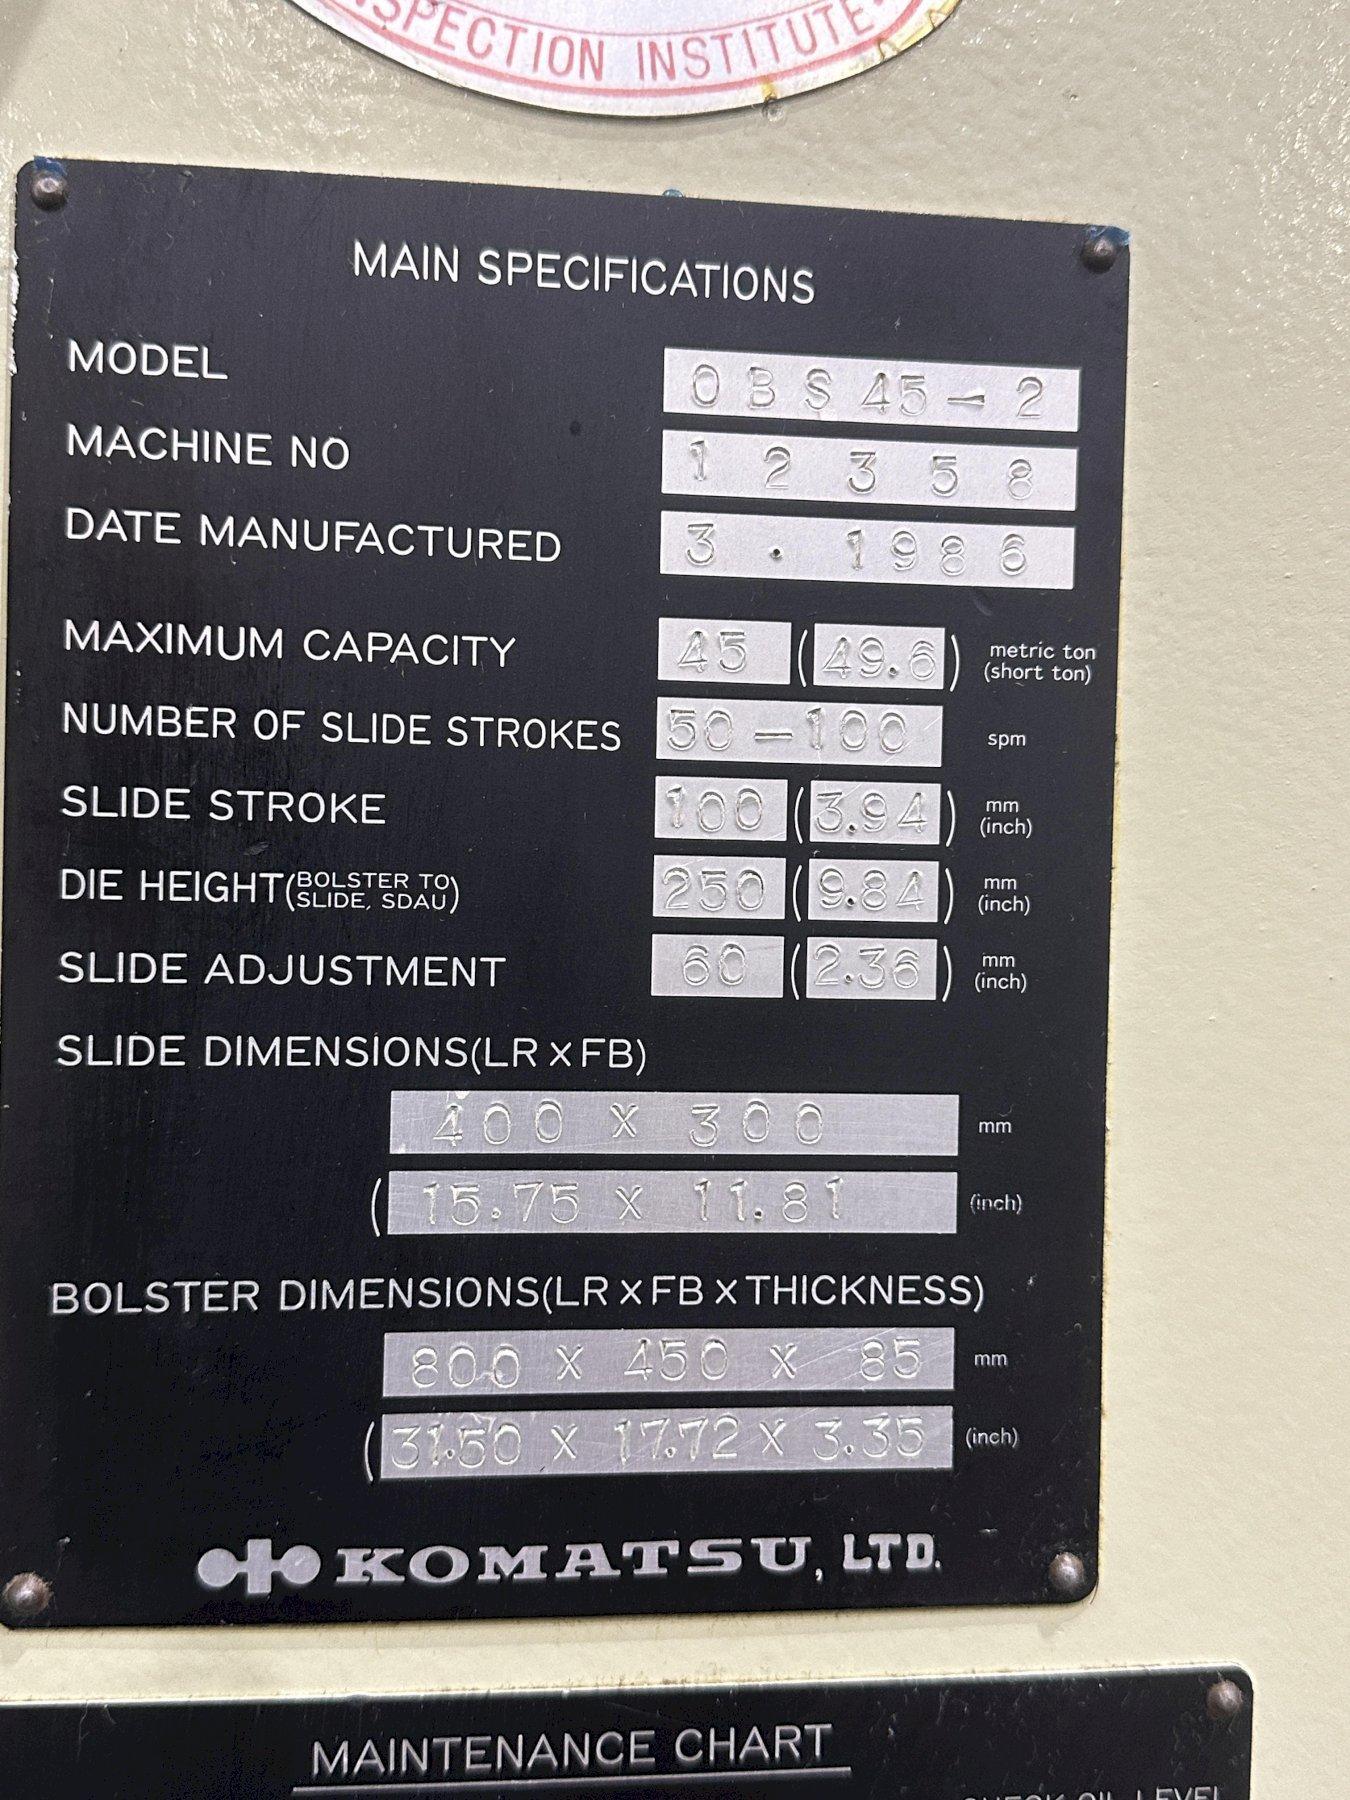 SPECTION INSTITUTE
MAIN SPECIFICATIONS
MODEL OBS45-2
MACHINE NO 12358
DATE MANUFACTURED 3.1986
MAXIMUM CAPACITY 45 (49.6) metric ton (short ton)
NUMBER OF SLIDE STROKES 50-100 spm
SLIDE STROKE 100 (3.94) mm (inch)
DIE HEIGHT(BOLSTER TO SLIDE, SDAU) 250 (9.84) mm (inch)
SLIDE ADJUSTMENT 60 (2.36) mm (inch)
SLIDE DIMENSIONS(LR X FB)
400 X 300 mm
(15.75 X 11.81 (inch)
BOLSTER DIMENSIONS(LR X FB X THICKNESS)
800 X 450 X 85 mm
(31.50 X 17.72 X 3.35 (inch)
KOMATSU, LTD.
MAINTENANCE CHART
CHECK OIL LEVEL